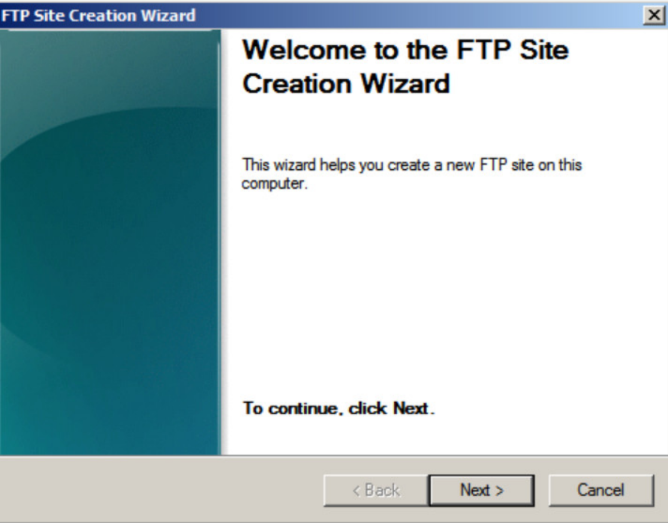 FTP Site Creation Wizard
Welcome to the FTP Site
Creation Wizard
This wizard helps you create a new FTP site on this
computer.
To continue, click Next.
< Back
Next >
Cancel